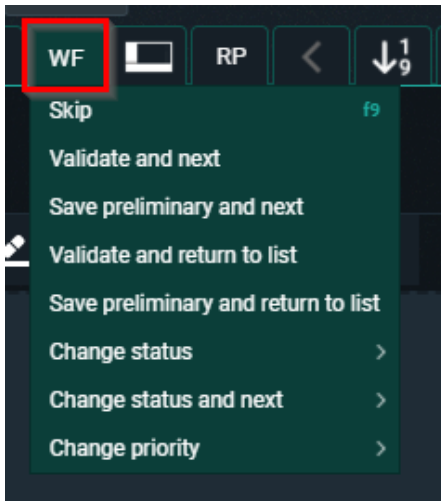 WF RP 1 9
Skip f9
Validate and next
Save preliminary and next
Validate and return to list
Save preliminary and return to list
Change status
Change status and next
Change priority